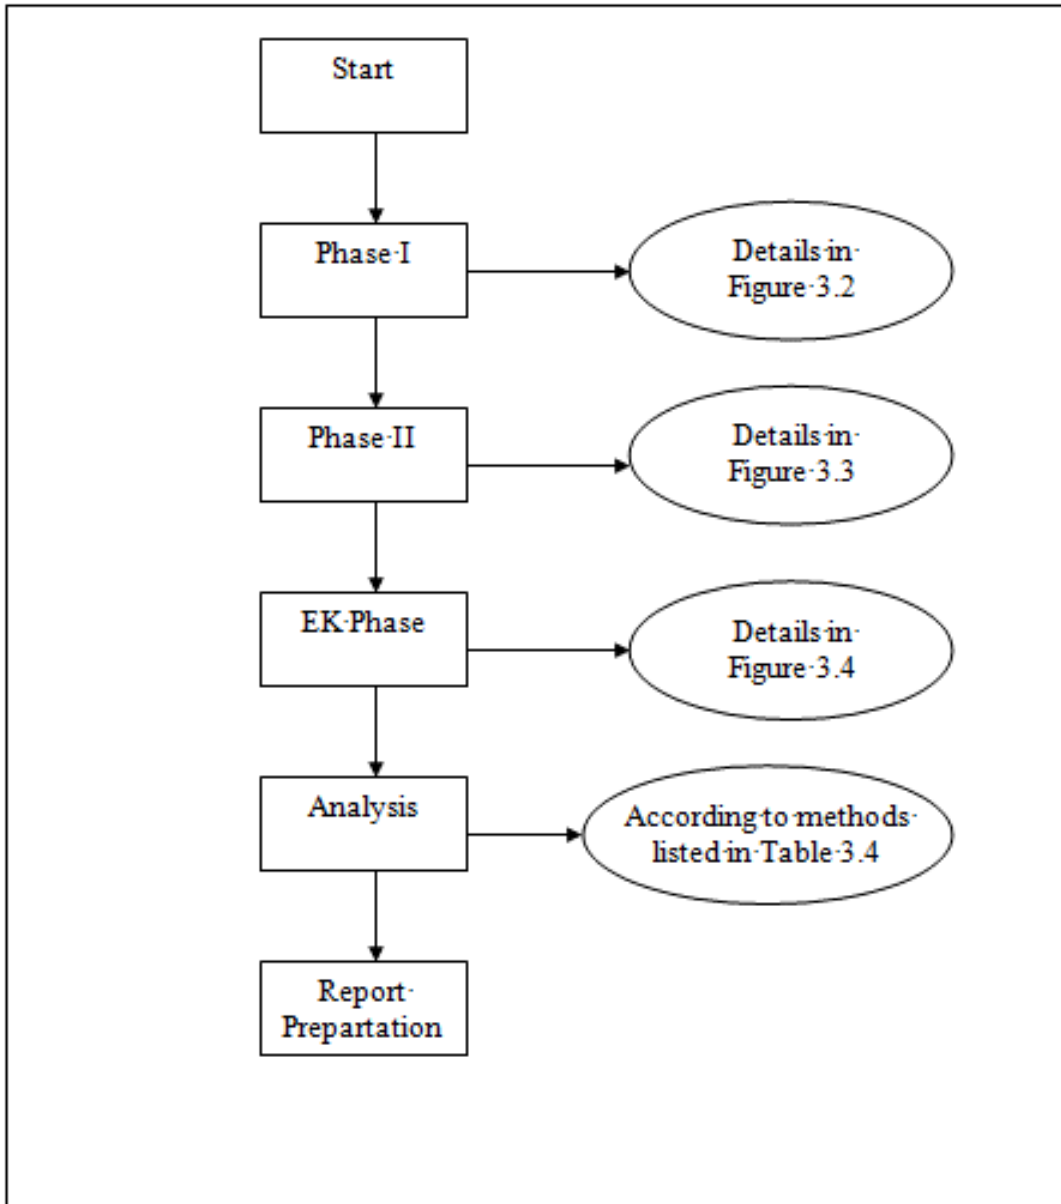 Start
Phase·I
Details·in·
Figure·3.2
Phase·II
Details·in·
Figure·3.3
EK·Phase
Details·in·
Figure·3.4
Analysis
According·to·methods·
listed·in·Table·3.4
Report·
Prepartation